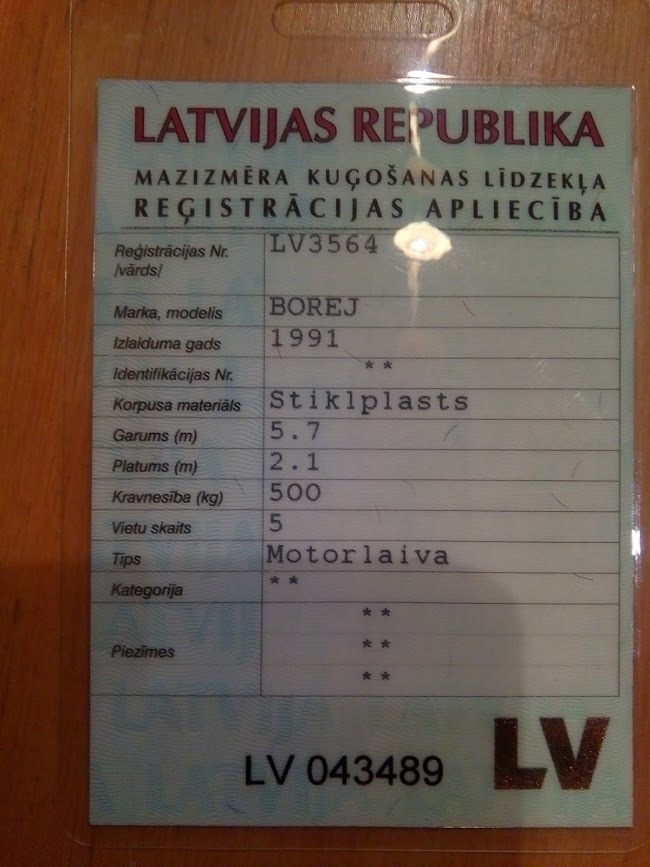 LATVIJAS REPUBLIKA
MAZIZMĒRA KUĢOŠANAS LĪDZEKĻA
REĢISTRĀCIJAS APLIECĪBA
Reģistrācijas Nr. LV3564
/vārds/
Marka, modelis BOREJ
Izlaiduma gads 1991
Identifikācijas Nr. **
Korpusa materiāls Stiklplasts
Garums (m) 5.7
Platums (m) 2.1
Kravnesība (kg) 500
Vietu skaits 5
Tips Motorlaiva
Kategorija **
**
Piezīmes **
**
LV 043489 LV